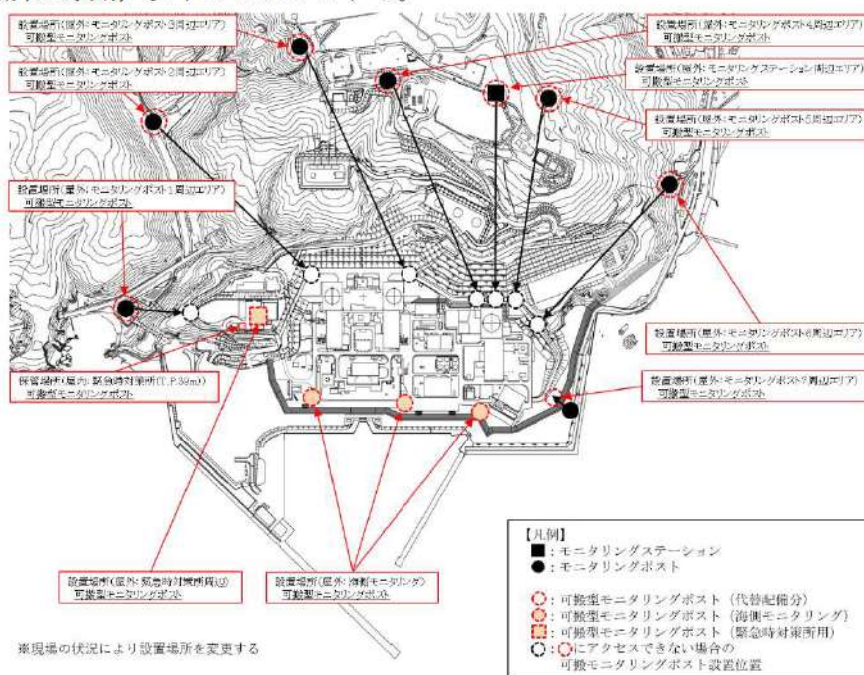 設置場所(屋外:モニタリングポスト3周辺エリア)
可搬型モニタリングポスト
設置場所(屋外:モニタリングポスト4周辺エリア)
可搬型モニタリングポスト
設置場所(屋外:モニタリングポスト2周辺エリア)
可搬型モニタリングポスト
設置場所(屋外:モニタリングステーション周辺エリア)
可搬型モニタリングポスト
設置場所(屋外:モニタリングポスト5周辺エリア)
可搬型モニタリングポスト
設置場所(屋外:モニタリングポスト1周辺エリア)
可搬型モニタリングポスト
設置場所(屋外:モニタリングポスト6周辺エリア)
可搬型モニタリングポスト
保管場所(屋内:緊急時対策所(T.P.39m))
可搬型モニタリングポスト
設置場所(屋外:モニタリングポスト7周辺エリア)
可搬型モニタリングポスト
設置場所(屋外:緊急時対策所周辺)
可搬型モニタリングポスト
設置場所(屋外:海側モニタリング)
可搬型モニタリングポスト
【凡例】
■:モニタリングステーション
●:モニタリングポスト
:可搬型モニタリングポスト(代替配備分)
:可搬型モニタリングポスト(海側モニタリング)
:可搬型モニタリングポスト(緊急時対策所用)
:○にアクセスできない場合の
可搬モニタリングポスト設置位置
※現場の状況により設置場所を変更する